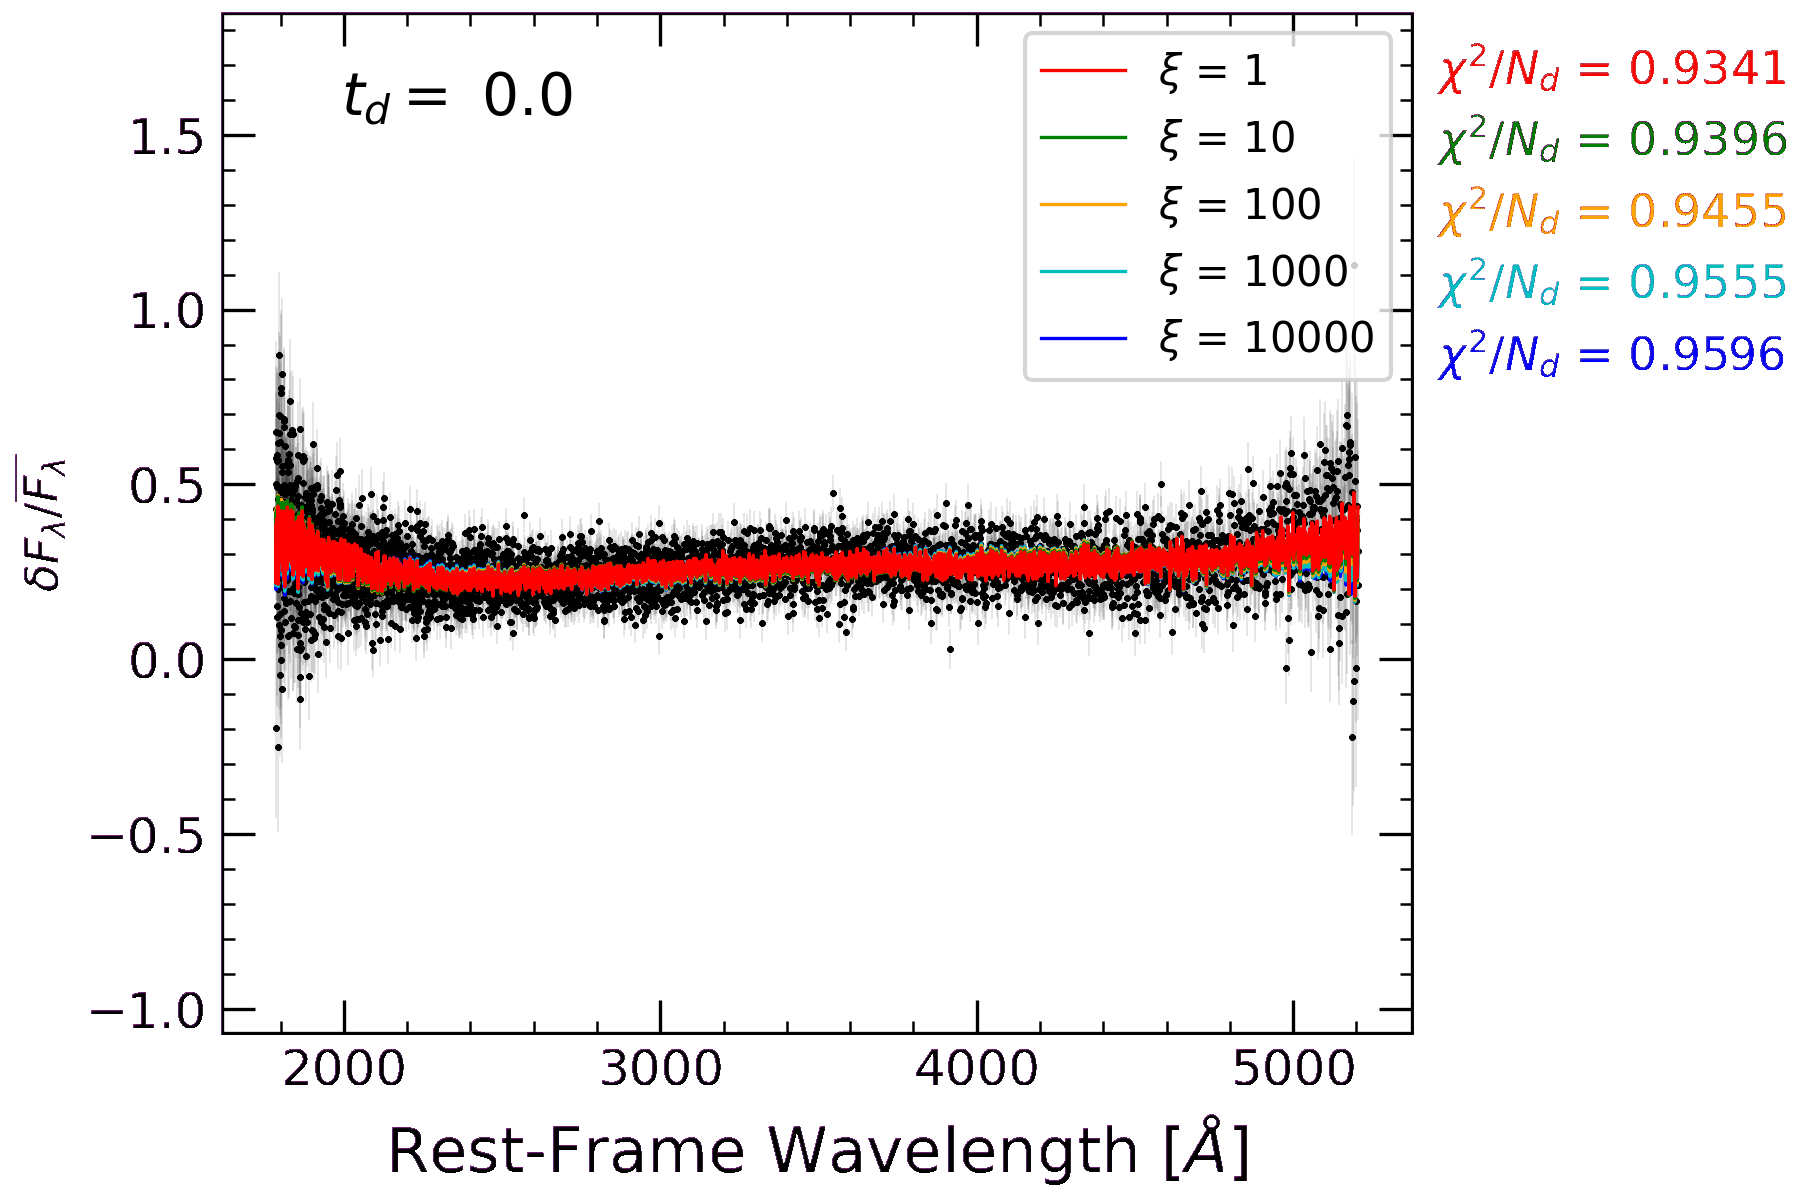 t_d = 0.0
ξ = 1
ξ = 10
ξ = 100
ξ = 1000
ξ = 10000
χ²/N_d = 0.9341
χ²/N_d = 0.9396
χ²/N_d = 0.9455
χ²/N_d = 0.9555
χ²/N_d = 0.9596
1.5
1.0
0.5
0.0
−0.5
−1.0
δF_λ/F̅_λ
2000 3000 4000 5000
Rest-Frame Wavelength [Å]